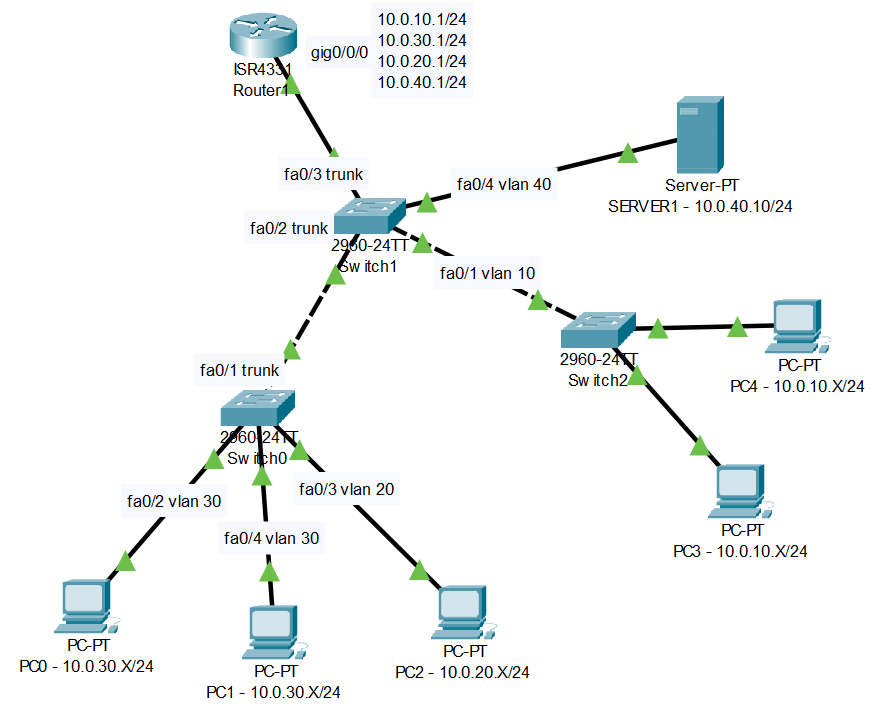 10.0.10.1/24
10.0.30.1/24
10.0.20.1/24
10.0.40.1/24
gig0/0/0
ISR4331
Router1
fa0/3 trunk
fa0/4 vlan 40
Server-PT
SERVER1 - 10.0.40.10/24
fa0/2 trunk
2960-24TT
Switch1
fa0/1 vlan 10
2960-24TT
Switch2
PC-PT
PC4 - 10.0.10.X/24
fa0/1 trunk
2960-24TT
Switch0
fa0/2 vlan 30
fa0/3 vlan 20
fa0/4 vlan 30
PC-PT
PC3 - 10.0.10.X/24
PC-PT
PC0 - 10.0.30.X/24
PC-PT
PC1 - 10.0.30.X/24
PC-PT
PC2 - 10.0.20.X/24